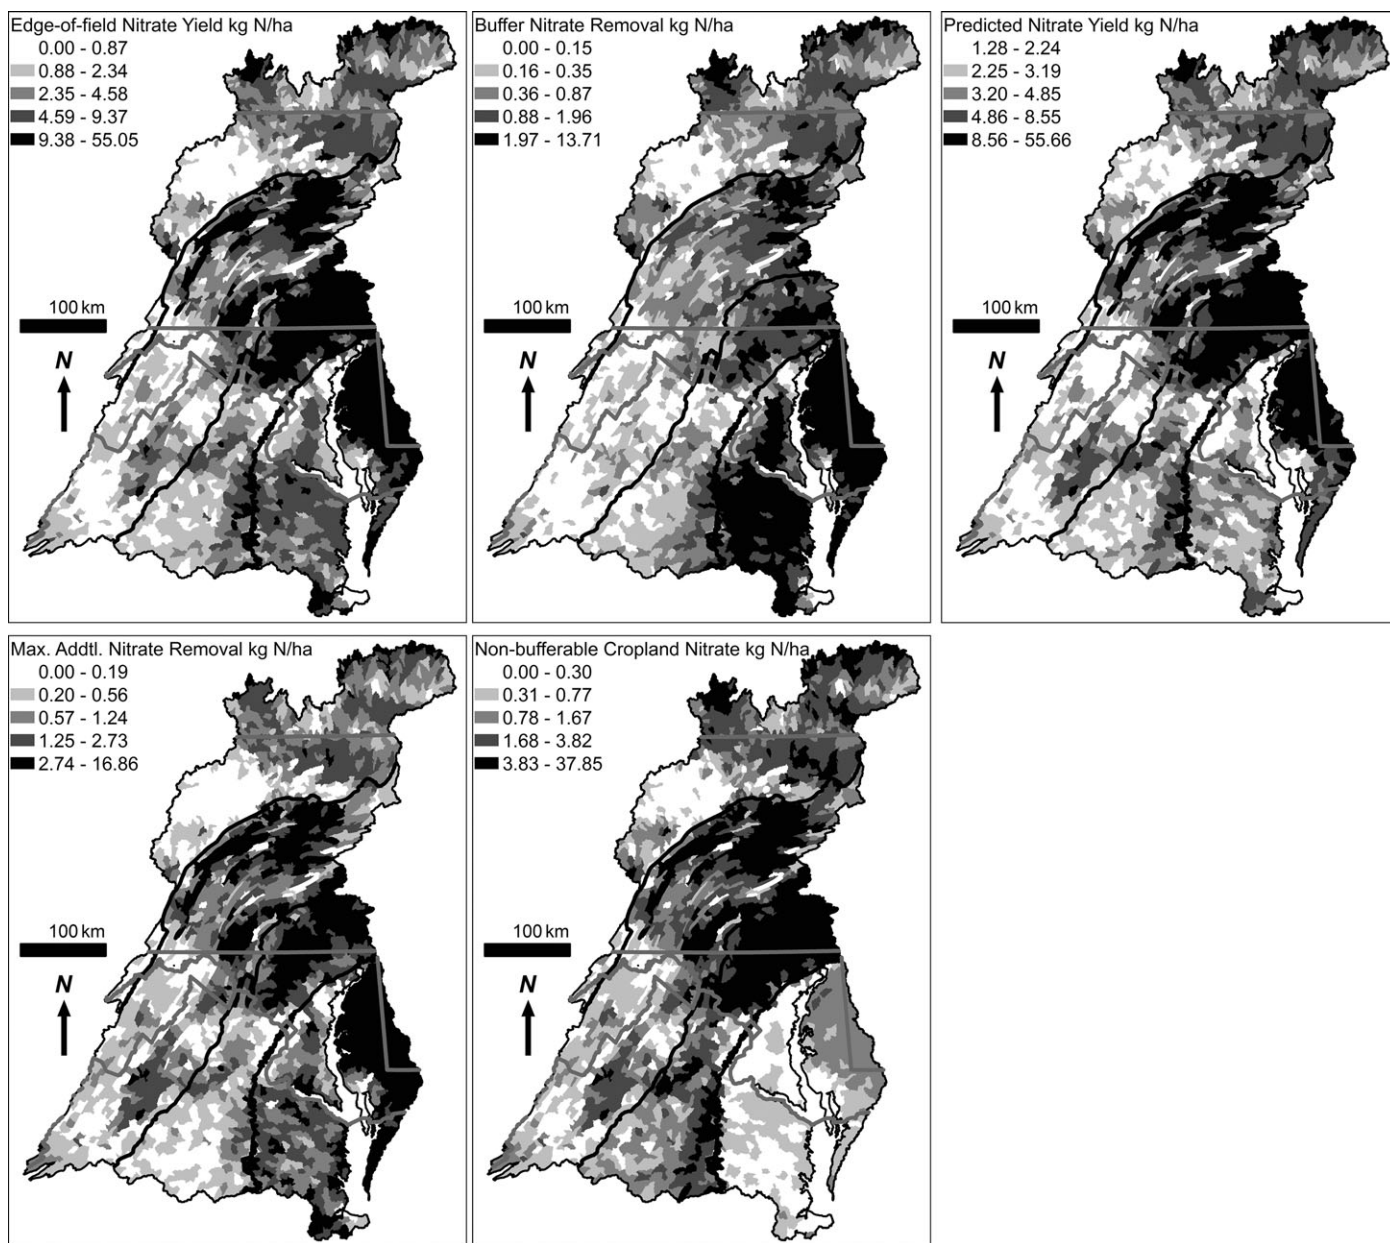 Edge-of-field Nitrate Yield kg N/ha
0.00 - 0.87
0.88 - 2.34
2.35 - 4.58
4.59 - 9.37
9.38 - 55.05
100 km
N
Buffer Nitrate Removal kg N/ha
0.00 - 0.15
0.16 - 0.35
0.36 - 0.87
0.88 - 1.96
1.97 - 13.71
100 km
N
Predicted Nitrate Yield kg N/ha
1.28 - 2.24
2.25 - 3.19
3.20 - 4.85
4.86 - 8.55
8.56 - 55.66
100 km
N
Max. Addtl. Nitrate Removal kg N/ha
0.00 - 0.19
0.20 - 0.56
0.57 - 1.24
1.25 - 2.73
2.74 - 16.86
100 km
N
Non-bufferable Cropland Nitrate kg N/ha
0.00 - 0.30
0.31 - 0.77
0.78 - 1.67
1.68 - 3.82
3.83 - 37.85
100 km
N